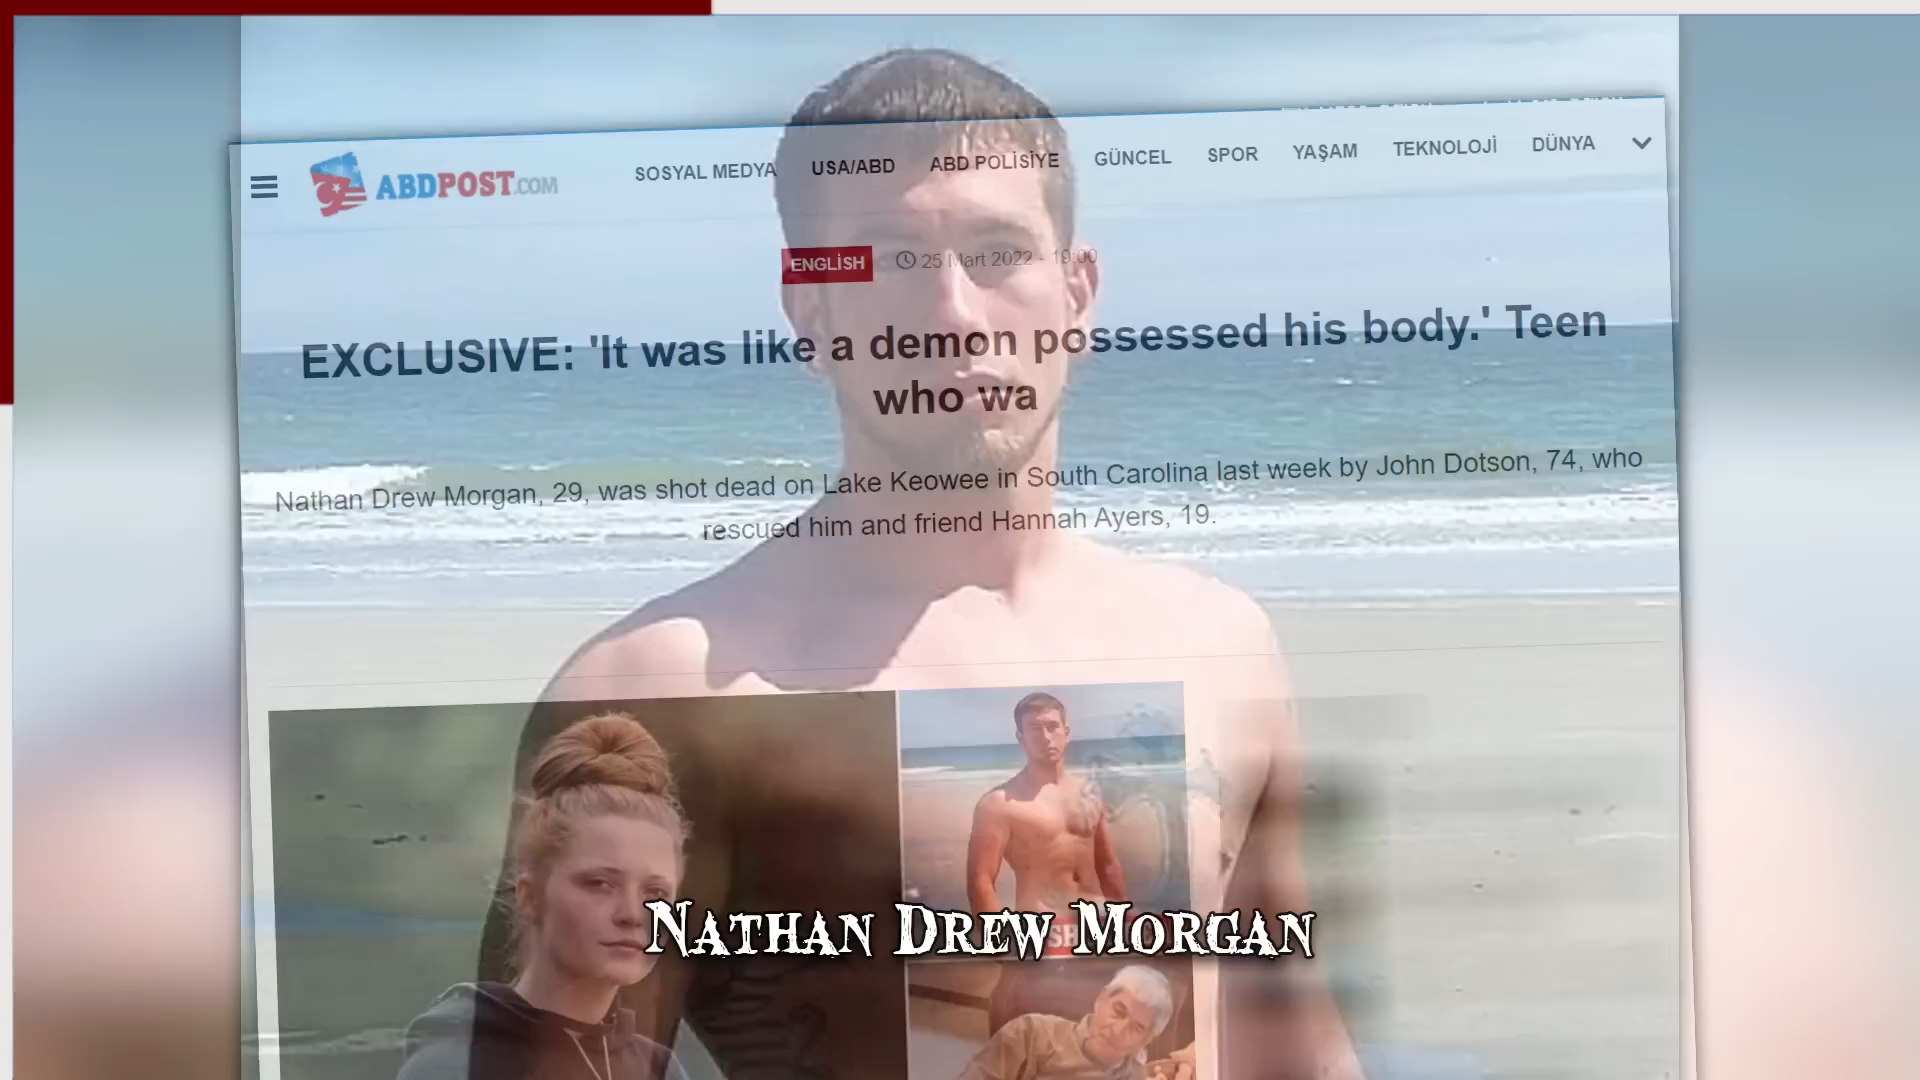 ABDPOST.COM
SOSYAL MEDYA USA/ABD ABD POLİSİYE GÜNCEL SPOR YAŞAM TEKNOLOJİ DÜNYA
ENGLİSH 25 Mart 2022 - 19:00
EXCLUSIVE: 'It was like a demon possessed his body.' Teen
who wa
Nathan Drew Morgan, 29, was shot dead on Lake Keowee in South Carolina last week by John Dotson, 74, who
rescued him and friend Hannah Ayers, 19.
NATHAN DREW MORGAN